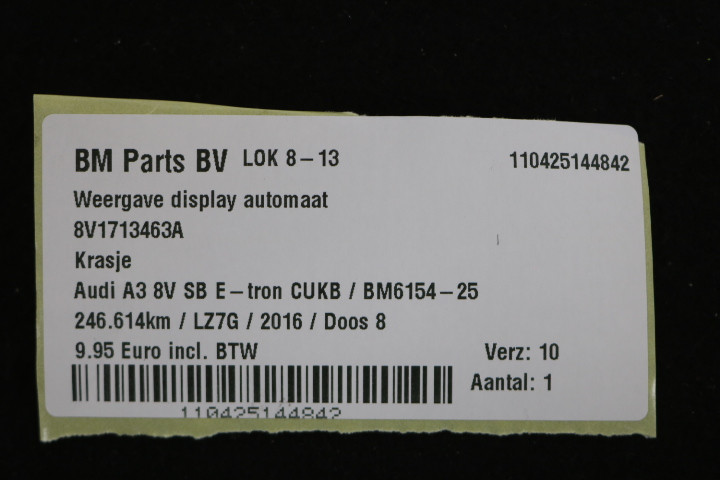 BM Parts BV LOK 8-13 110425144842
Weergave display automaat
8V1713463A
Krasje
Audi A3 8V SB E-tron CUKB / BM6154-25
246.614km / LZ7G / 2016 / Doos 8
9.95 Euro incl. BTW Verz: 10
Aantal: 1
110425144842